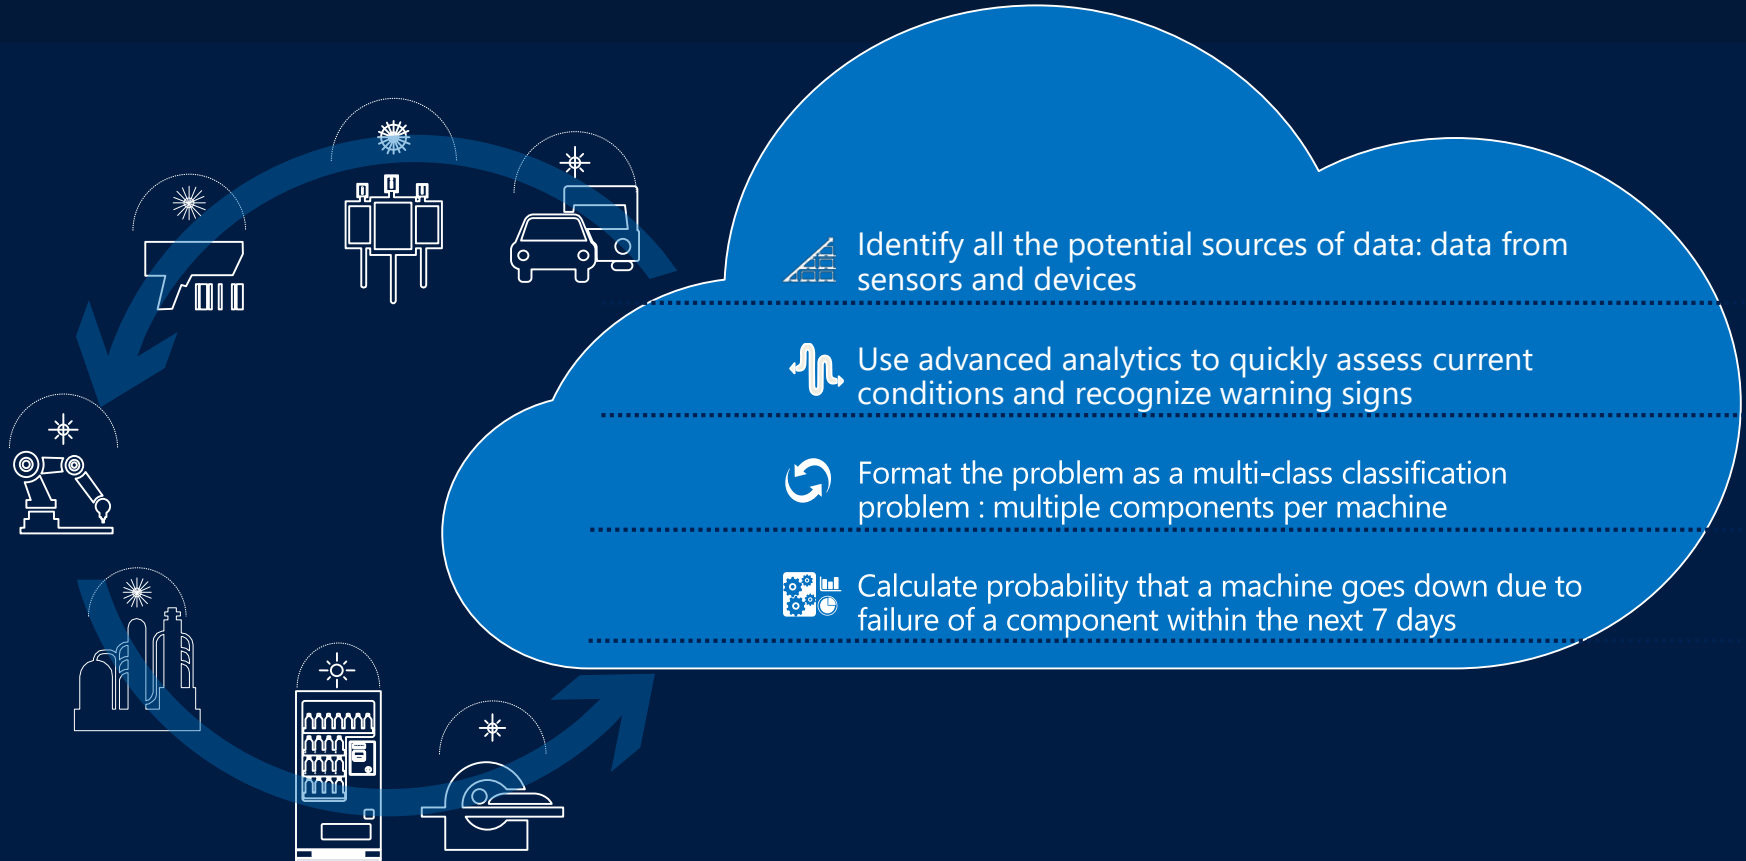 Identify all the potential sources of data: data from
sensors and devices
Use advanced analytics to quickly assess current
conditions and recognize warning signs
Format the problem as a multi-class classification
problem : multiple components per machine
Calculate probability that a machine goes down due to
failure of a component within the next 7 days